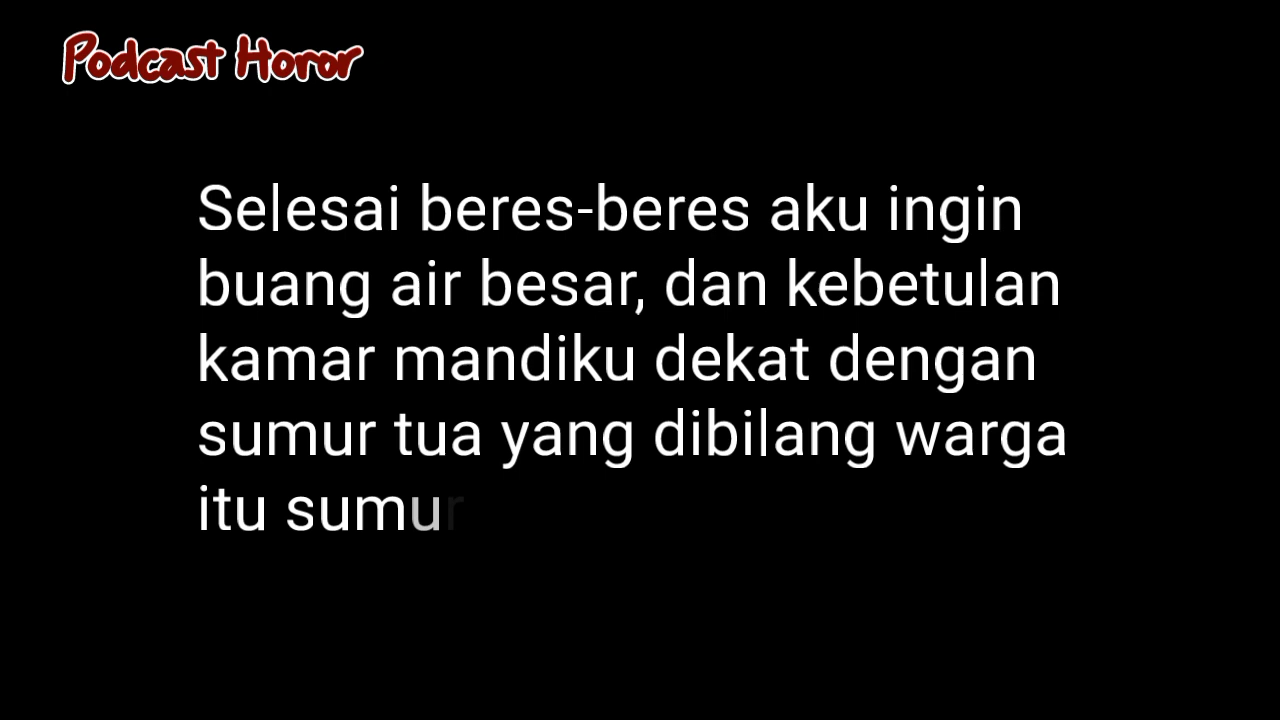 Podcast Horor
Selesai beres-beres aku ingin
buang air besar, dan kebetulan
kamar mandiku dekat dengan
sumur tua yang dibilang warga
itu sumur